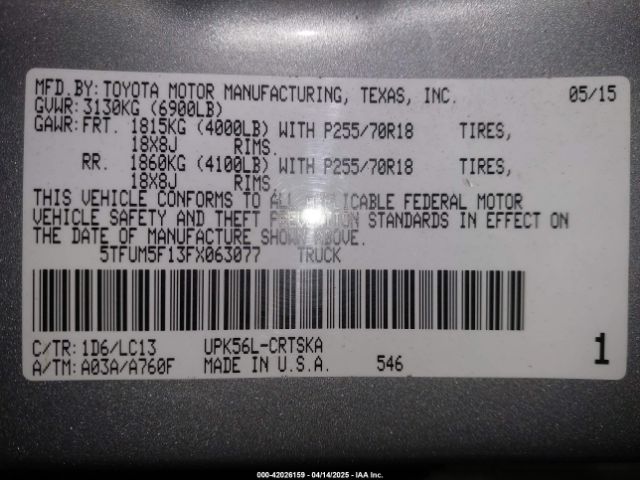 MFD.BY:TOYOTA MOTOR MANUFACTURING, TEXAS, INC. 05/15
GVWR:3130KG (6900LB)
GAWR:FRT. 1815KG (4000LB) WITH P255/70R18 TIRES,
18X8J RIMS.
RR. 1860KG (4100LB) WITH P255/70R18 TIRES,
18X8J RIMS.
THIS VEHICLE CONFORMS TO ALL APPLICABLE FEDERAL MOTOR
VEHICLE SAFETY AND THEFT PREVENTION STANDARDS IN EFFECT ON
THE DATE OF MANUFACTURE SHOWN ABOVE.
5TFUM5F13FX063077 TRUCK
C/TR:1D6/LC13 UPK56L-CRTSKA
A/TM:A03A/A760F MADE IN U.S.A. 546 1
000-42026159 - 04/14/2025 - IAA Inc.